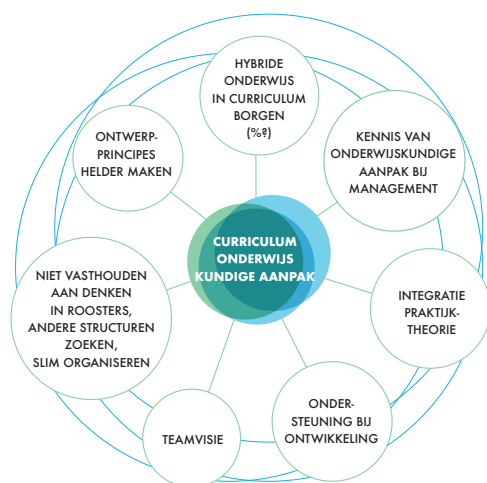 HYBRIDE
ONDERWIJS
IN CURRICULUM
BORGEN
(%?)
KENNIS VAN
ONDERWIJSKUNDIGE
AANPAK BIJ
MANAGEMENT
ONTWERP-
PRINCIPES
HELDER MAKEN
CURRICULUM
ONDERWIJS
KUNDIGE AANPAK
NIET VASTHOUDEN
AAN DENKEN
IN ROOSTERS,
ANDERE STRUCTUREN
ZOEKEN,
SLIM ORGANISEREN
INTEGRATIE
PRAKTIJK-
THEORIE
ONDER-
STEUNING BIJ
ONTWIKKELING
TEAMVISIE